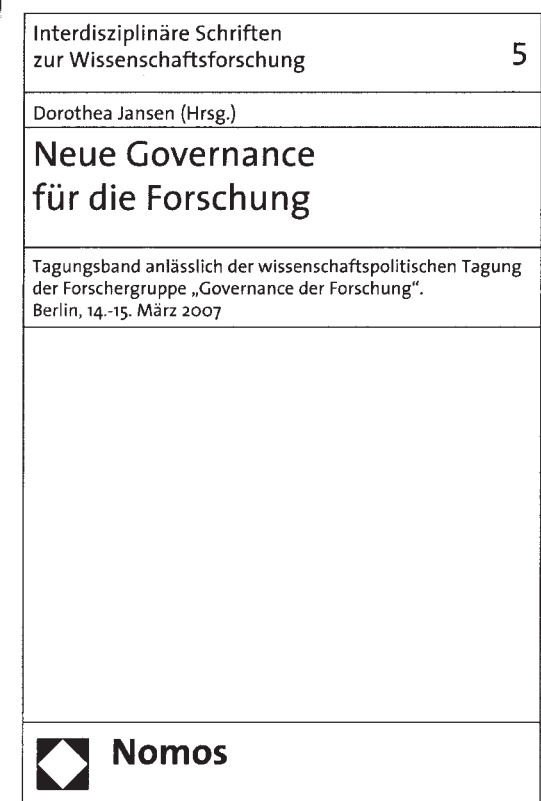 Interdisziplinäre Schriften
zur Wissenschaftsforschung 5
Dorothea Jansen (Hrsg.)
Neue Governance
für die Forschung
Tagungsband anlässlich der wissenschaftspolitischen Tagung
der Forschergruppe „Governance der Forschung“.
Berlin, 14.-15. März 2007
Nomos